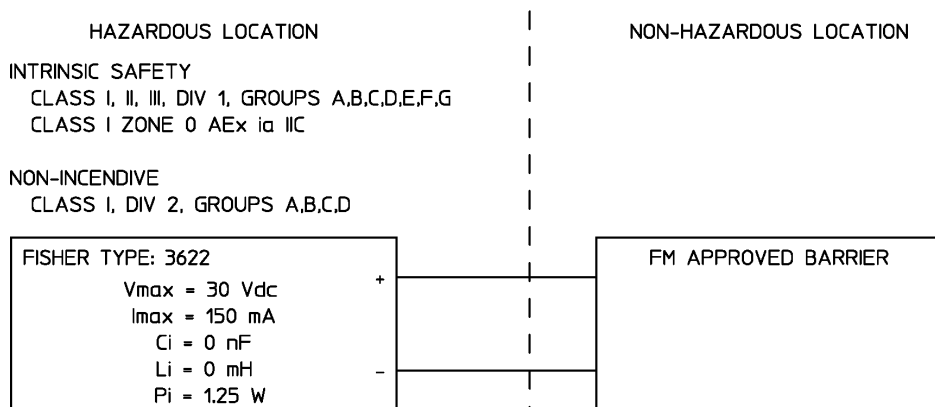 HAZARDOUS LOCATION
NON-HAZARDOUS LOCATION
INTRINSIC SAFETY
CLASS I, II, III, DIV 1, GROUPS A,B,C,D,E,F,G
CLASS I ZONE 0 AEx ia IIC
NON-INCENDIVE
CLASS I, DIV 2, GROUPS A,B,C,D
FISHER TYPE: 3622
Vmax = 30 Vdc
Imax = 150 mA
Ci = 0 nF
Li = 0 mH
Pi = 1.25 W
+
-
FM APPROVED BARRIER